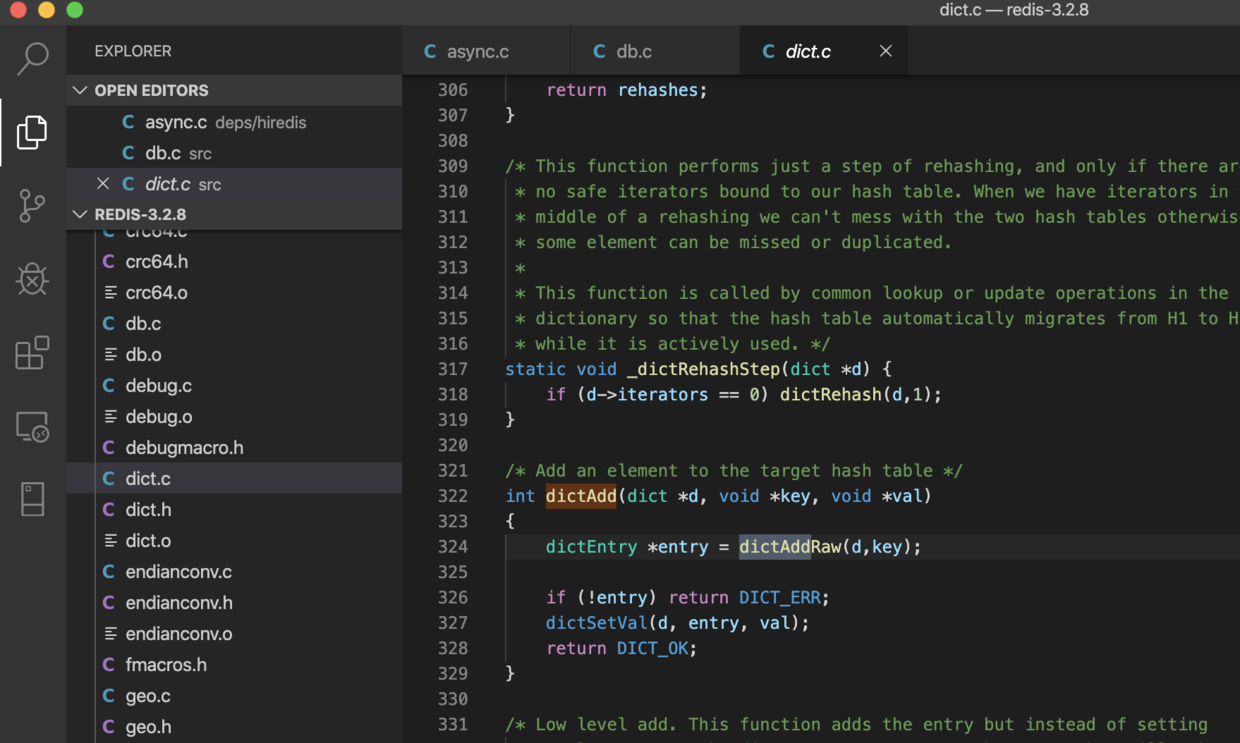 dict.c — redis-3.2.8
EXPLORER
OPEN EDITORS
C async.c deps/hiredis
C db.c src
C dict.c src
REDIS-3.2.8
C crc64.c
C crc64.h
crc64.o
C db.c
db.o
C debug.c
debug.o
C debugmacro.h
C dict.c
C dict.h
dict.o
C endianconv.c
C endianconv.h
endianconv.o
C fmacros.h
C geo.c
C geo.h
C async.c
C db.c
C dict.c
306 return rehashes;
307 }
308
309 /* This function performs just a step of rehashing, and only if there ar
310 * no safe iterators bound to our hash table. When we have iterators in
311 * middle of a rehashing we can't mess with the two hash tables otherwis
312 * some element can be missed or duplicated.
313 *
314 * This function is called by common lookup or update operations in the
315 * dictionary so that the hash table automatically migrates from H1 to H
316 * while it is actively used. */
317 static void _dictRehashStep(dict *d) {
318 if (d->iterators == 0) dictRehash(d,1);
319 }
320
321 /* Add an element to the target hash table */
322 int dictAdd(dict *d, void *key, void *val)
323 {
324 dictEntry *entry = dictAddRaw(d,key);
325
326 if (!entry) return DICT_ERR;
327 dictSetVal(d, entry, val);
328 return DICT_OK;
329 }
330
331 /* Low level add. This function adds the entry but instead of setting